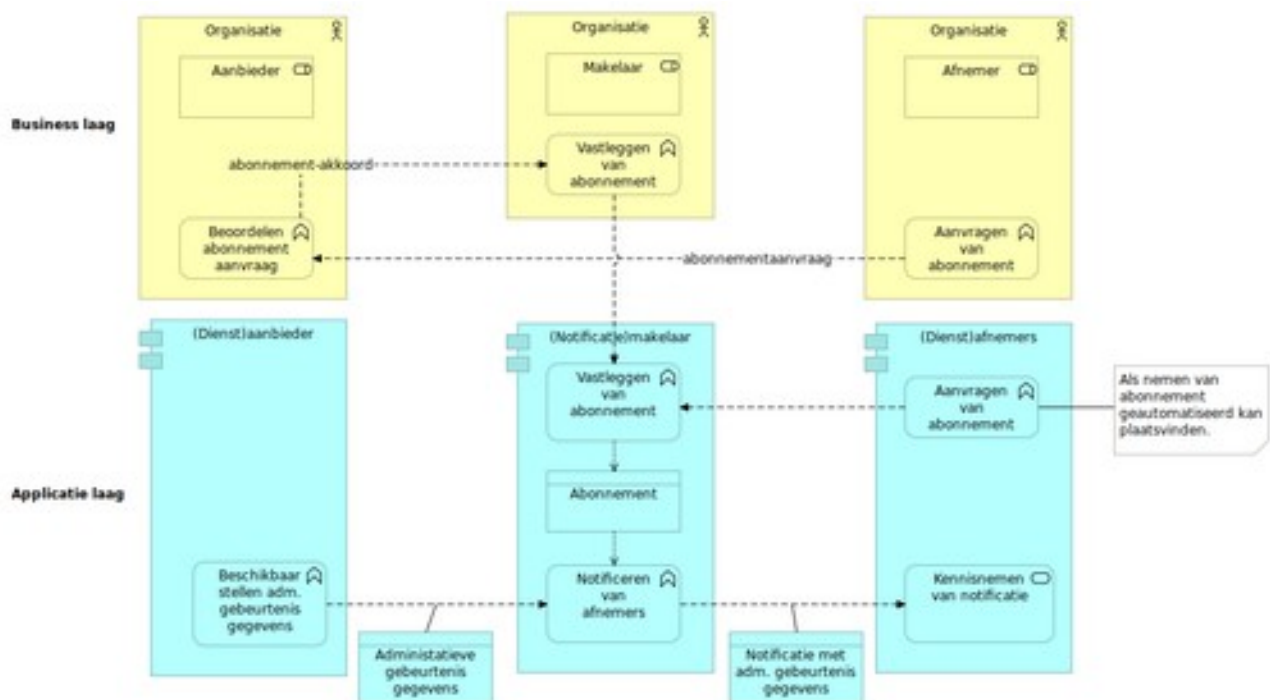 Organisatie
Aanbieder
Organisatie
Makelaar
Organisatie
Afnemer
Business laag
abonnement-akkoord
Vastleggen
van
abonnement
Beoordelen
abonnement
aanvraag
abonnementaanvraag
Aanvragen
van
abonnement
(Dienst)aanbieder
(Notificatie)makelaar
(Dienst)afnemers
Vastleggen
van
abonnement
Aanvragen
van
abonnement
Als nemen van
abonnement
geautomatiseerd kan
plaatsvinden.
Applicatie laag
Abonnement
Beschikbaar
stellen adm.
gebeurtenis
gegevens
Notificeren
van
afnemers
Kennisnemen
van notificatie
Administatieve
gebeurtenis
gegevens
Notificatie met
adm. gebeurtenis
gegevens